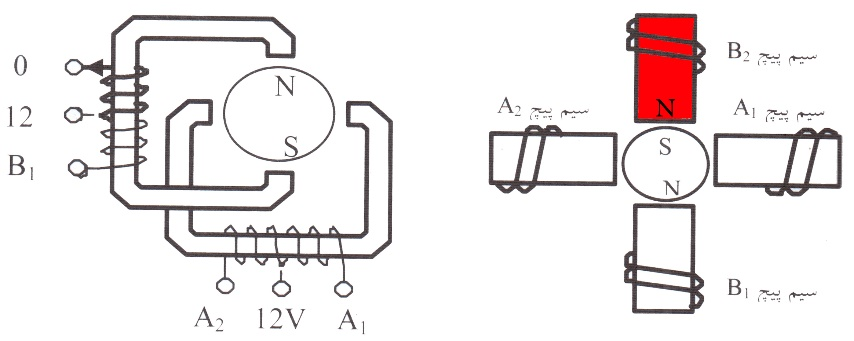 0
12
B1
N
S
A2
12V
A1
سیم پیچ B2
N
سیم پیچ A2
سیم پیچ A1
S
N
سیم پیچ B1